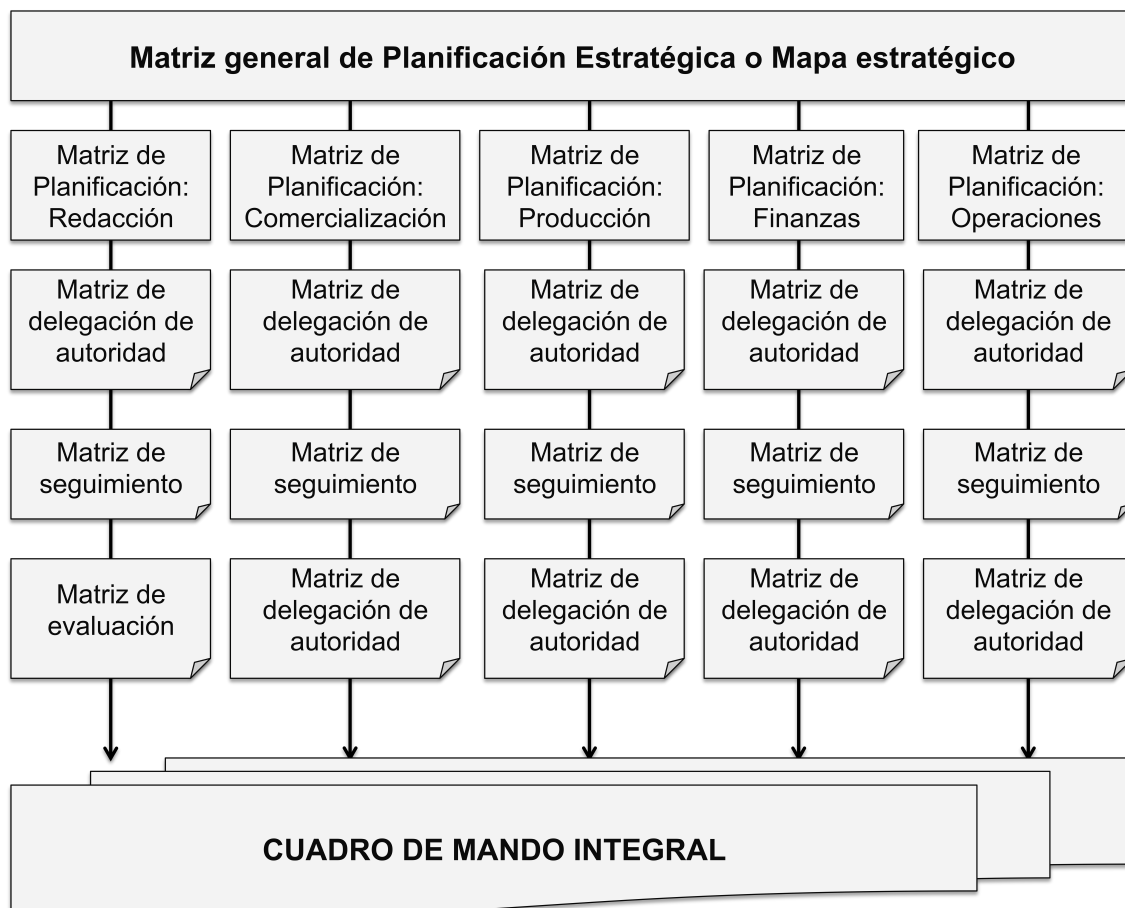 Matriz general de Planificación Estratégica o Mapa estratégico
Matriz de
Planificación:
Redacción
Matriz de
Planificación:
Comercialización
Matriz de
Planificación:
Producción
Matriz de
Planificación:
Finanzas
Matriz de
Planificación:
Operaciones
Matriz de
delegación de
autoridad
Matriz de
delegación de
autoridad
Matriz de
delegación de
autoridad
Matriz de
delegación de
autoridad
Matriz de
delegación de
autoridad
Matriz de
seguimiento
Matriz de
seguimiento
Matriz de
seguimiento
Matriz de
seguimiento
Matriz de
seguimiento
Matriz de
evaluación
Matriz de
delegación de
autoridad
Matriz de
delegación de
autoridad
Matriz de
delegación de
autoridad
Matriz de
delegación de
autoridad
CUADRO DE MANDO INTEGRAL